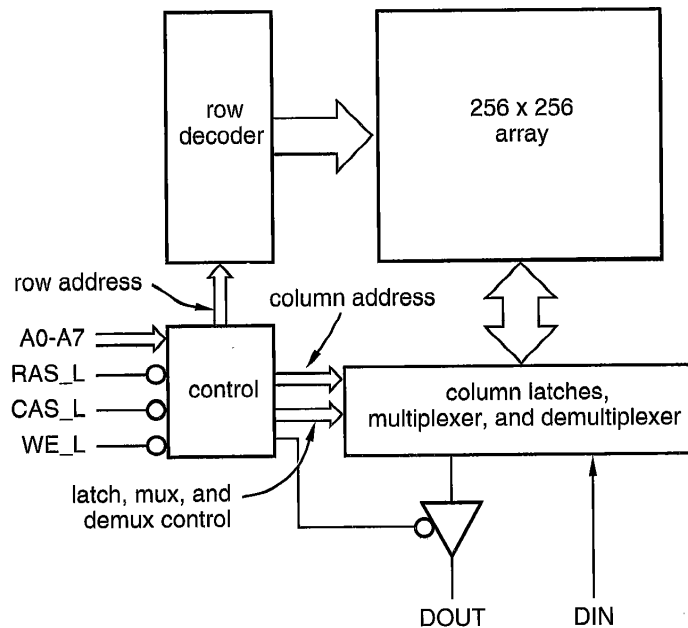 row
decoder
256 x 256
array
row address
column address
A0-A7
RAS_L
CAS_L
WE_L
control
column latches,
multiplexer, and demultiplexer
latch, mux, and
demux control
DOUT
DIN